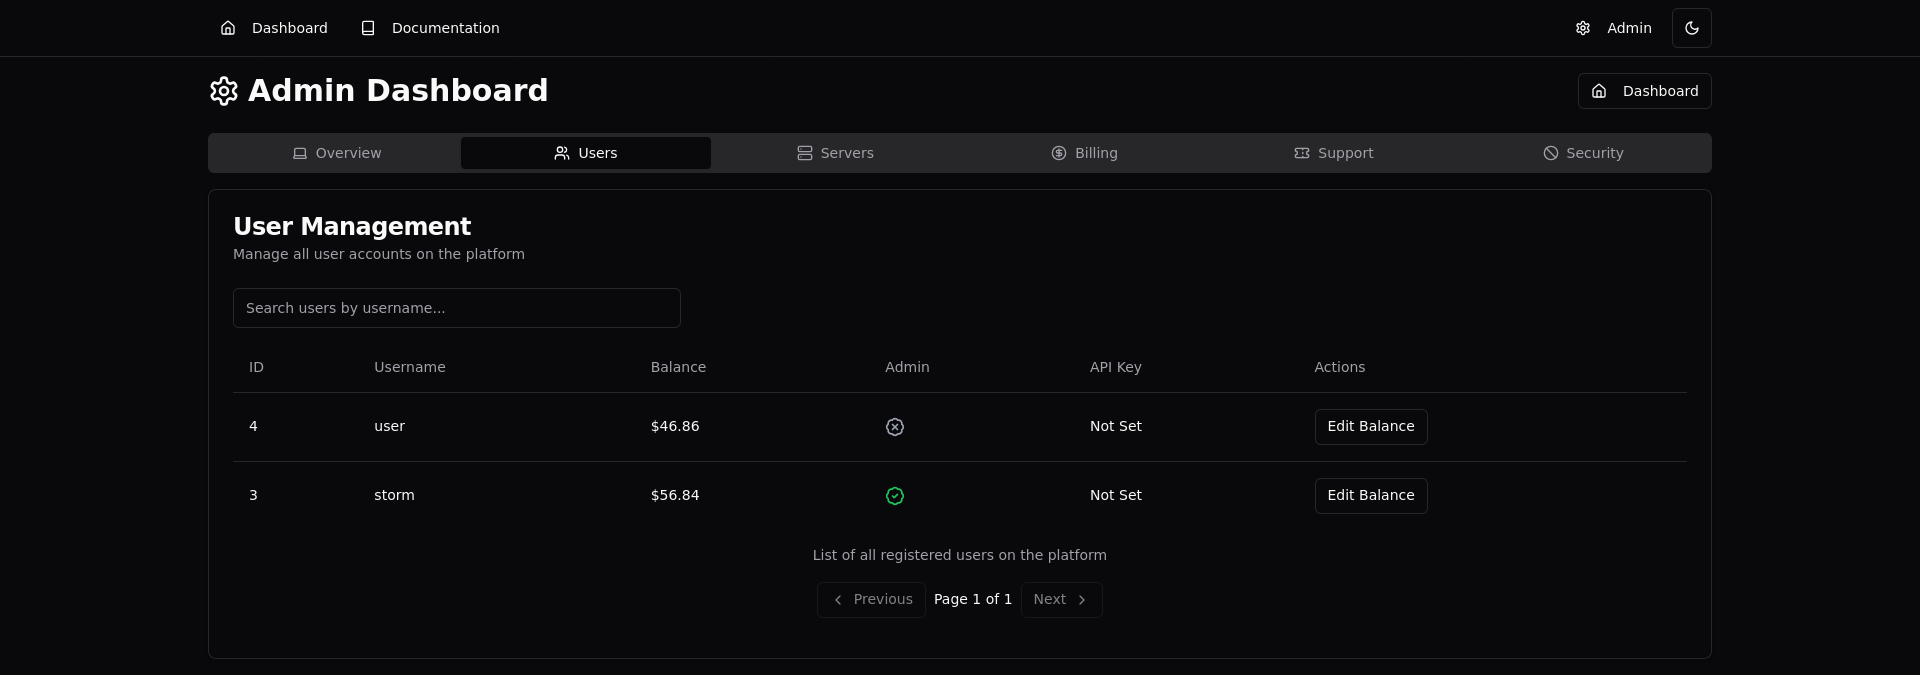 Dashboard Documentation Admin
Admin Dashboard Dashboard
Overview Users Servers Billing Support Security
User Management
Manage all user accounts on the platform
Search users by username...
ID Username Balance Admin API Key Actions
4 user $46.86 Not Set Edit Balance
3 storm $56.84 Not Set Edit Balance
List of all registered users on the platform
Previous Page 1 of 1 Next